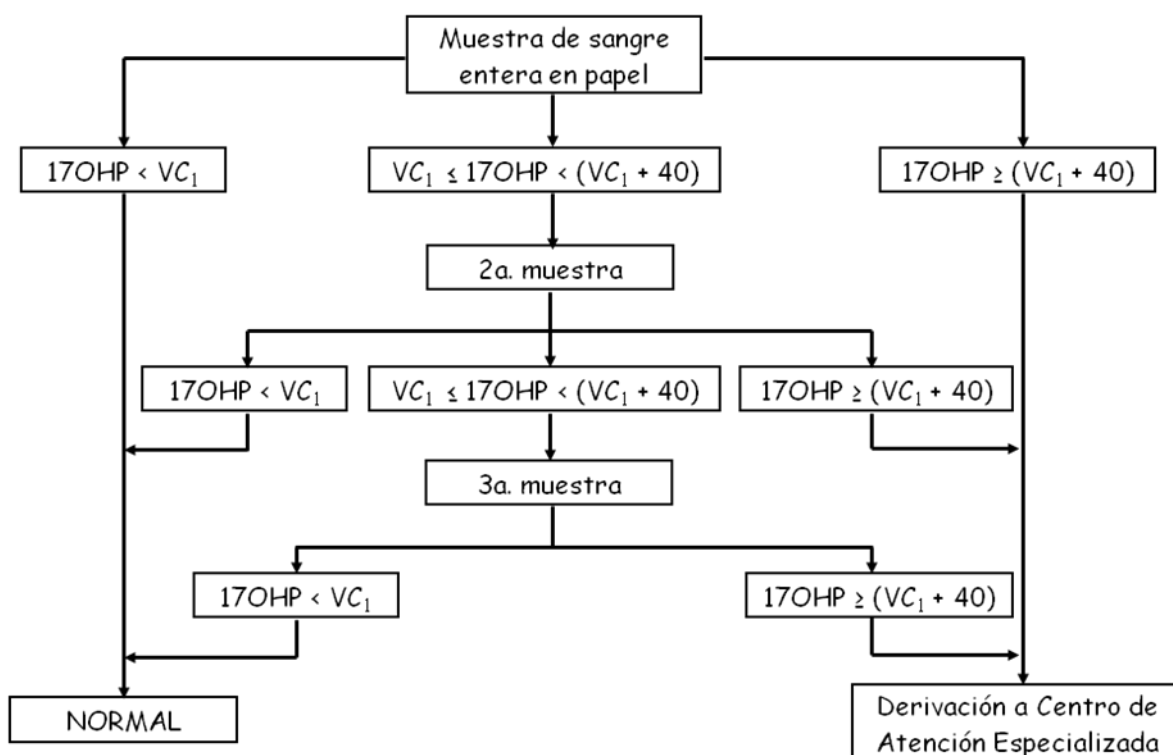 Muestra de sangre
entera en papel
17OHP < VC₁
VC₁ ≤ 17OHP < (VC₁ + 40)
17OHP ≥ (VC₁ + 40)
2a. muestra
17OHP < VC₁
VC₁ ≤ 17OHP < (VC₁ + 40)
17OHP ≥ (VC₁ + 40)
3a. muestra
17OHP < VC₁
17OHP ≥ (VC₁ + 40)
NORMAL
Derivación a Centro de
Atención Especializada